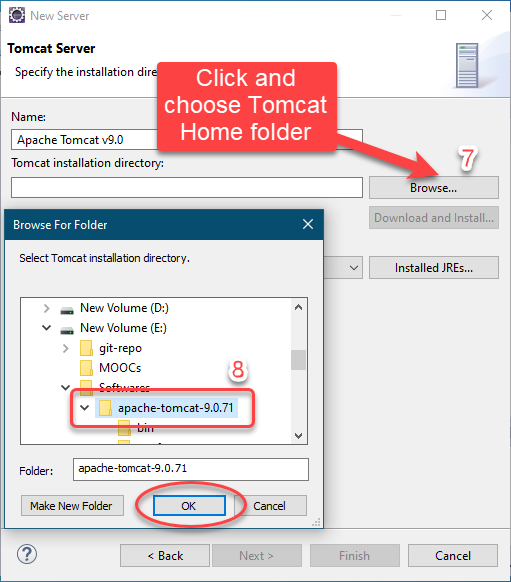 New Server
Tomcat Server
Specify the installation dire
Click and
choose Tomcat
Home folder
Name:
Apache Tomcat v9.0
7
Tomcat installation directory:
Browse...
Download and Install...
Browse For Folder
Select Tomcat installation directory.
Installed JREs...
New Volume (D:)
New Volume (E:)
git-repo
MOOCs
8
Softwares
apache-tomcat-9.0.71
bin
Folder:
apache-tomcat-9.0.71
Make New Folder
OK
Cancel
?
< Back
Next >
Finish
Cancel